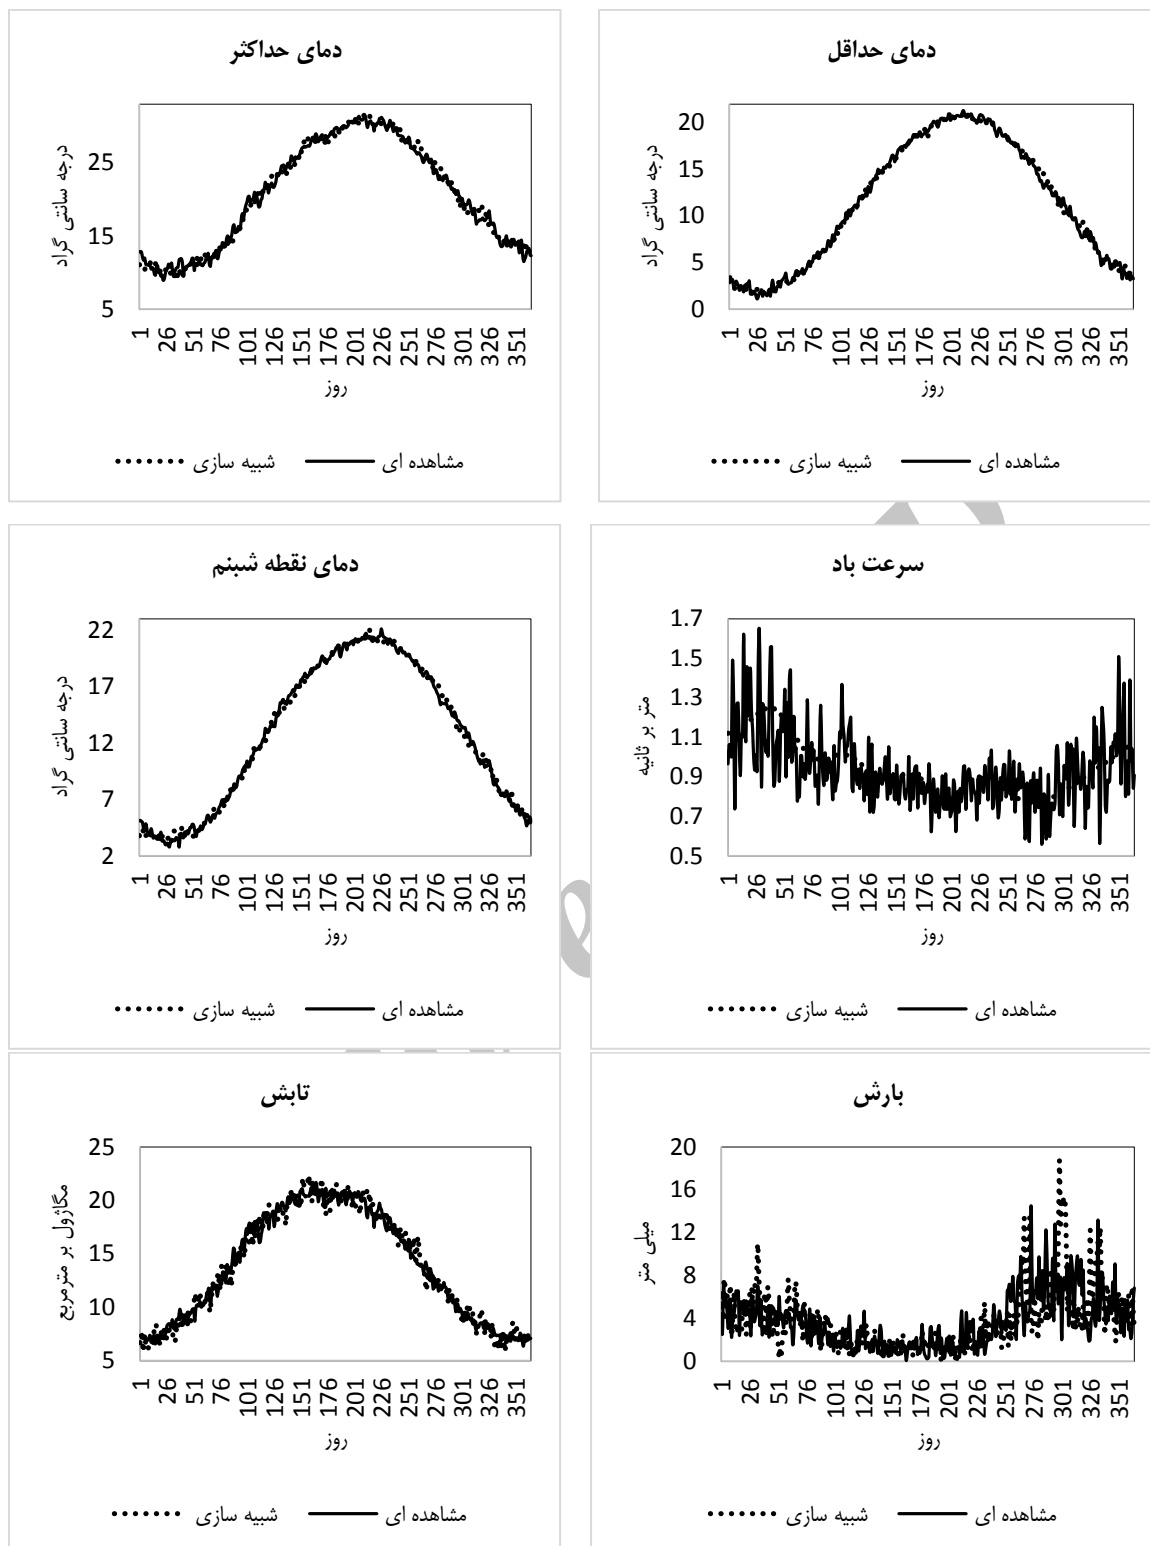 دمای حداکثر
درجه سانتی گراد
25
15
5
1 26 51 76 101 126 151 176 201 226 251 276 301 326 351
روز
شبیه سازی مشاهده ای
دمای حداقل
درجه سانتی گراد
20
15
10
5
0
1 26 51 76 101 126 151 176 201 226 251 276 301 326 351
روز
شبیه سازی مشاهده ای
دمای نقطه شبنم
درجه سانتی گراد
22
17
12
7
2
1 26 51 76 101 126 151 176 201 226 251 276 301 326 351
روز
شبیه سازی مشاهده ای
سرعت باد
متر بر ثانیه
1.7
1.5
1.3
1.1
0.9
0.7
0.5
1 26 51 76 101 126 151 176 201 226 251 276 301 326 351
روز
شبیه سازی مشاهده ای
تابش
مگاژول بر مترمربع
25
20
15
10
5
1 26 51 76 101 126 151 176 201 226 251 276 301 326 351
روز
شبیه سازی مشاهده ای
بارش
میلی متر
20
16
12
8
4
0
1 26 51 76 101 126 151 176 201 226 251 276 301 326 351
روز
شبیه سازی مشاهده ای